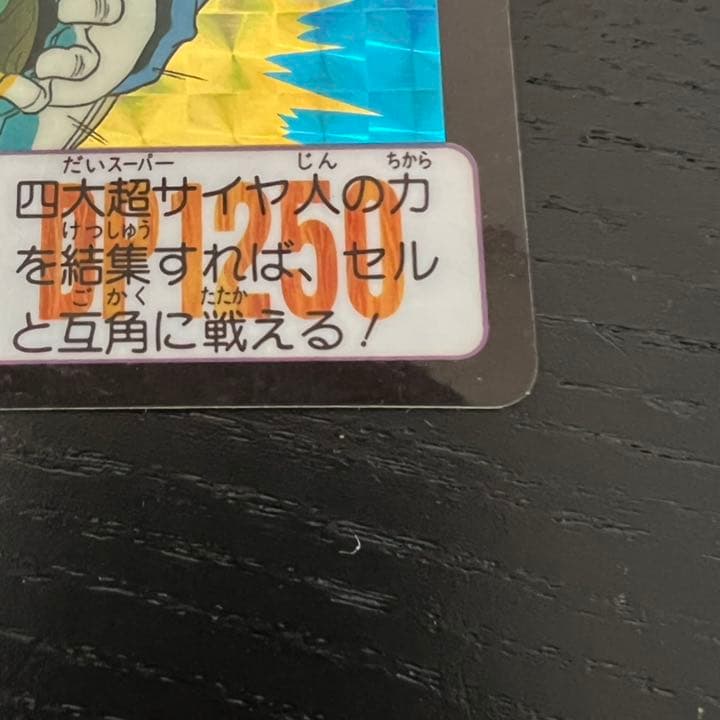 だいスーパー じん ちから
四大超サイヤ人の力
けっしゅう
を結集すれば、セル
ごかく たたか
と互角に戦える！
DP1250